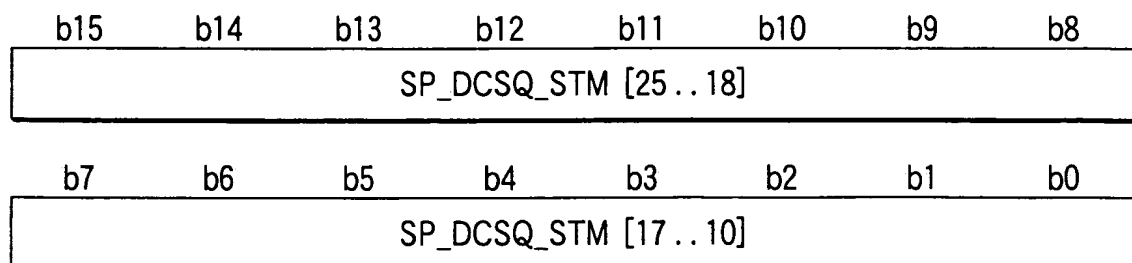 b15 b14 b13 b12 b11 b10 b9 b8
SP_DCSQ_STM [25..18]
b7 b6 b5 b4 b3 b2 b1 b0
SP_DCSQ_STM [17..10]